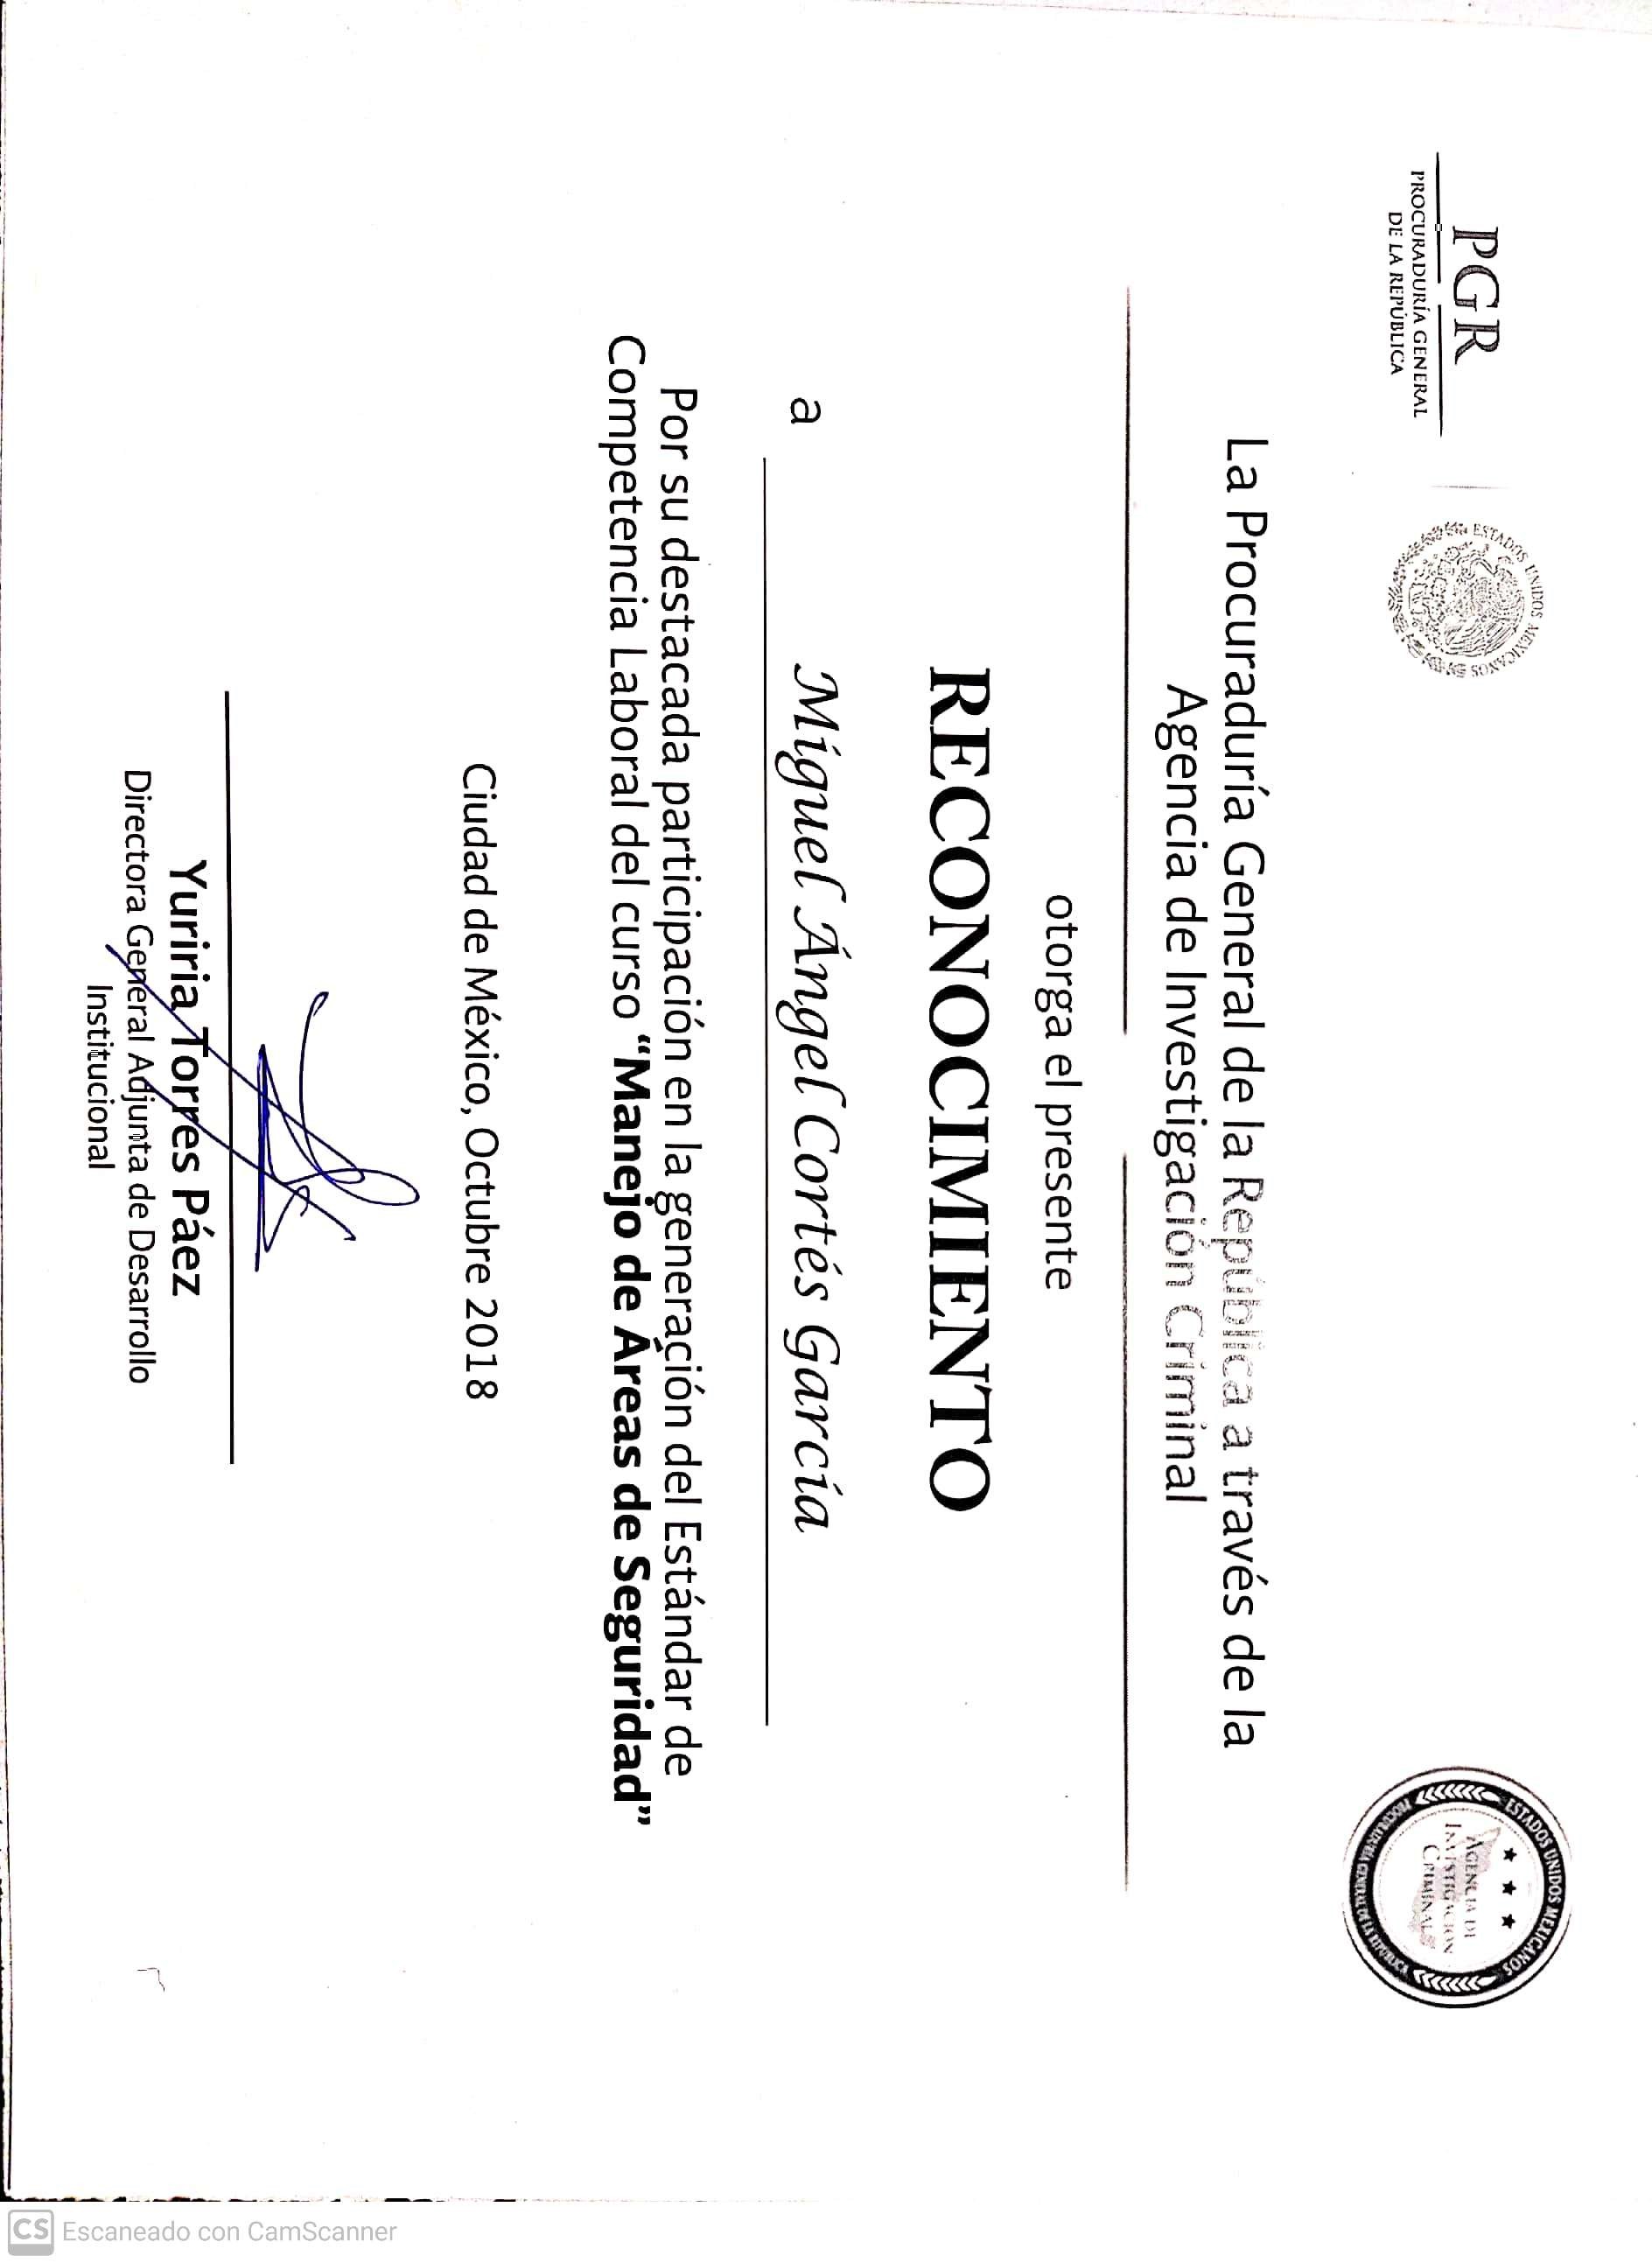 PGR
PROCURADURÍA GENERAL
DE LA REPÚBLICA
ESTADOS UNIDOS MEXICANOS
ESTADOS UNIDOS MEXICANOS
AGENCIA DE
INVESTIGACION
CRIMINAL
PROCURADURÍA GENERAL DE LA REPUBLICA
La Procuraduría General de la República a través de la
Agencia de Investigación Criminal
otorga el presente
RECONOCIMIENTO
a Miguel Ángel Cortés García
Por su destacada participación en la generación del Estándar de
Competencia Laboral del curso “Manejo de Áreas de Seguridad”
Ciudad de México, Octubre 2018
Yuriria Torres Páez
Directora General Adjunta de Desarrollo
Institucional
CS Escaneado con CamScanner